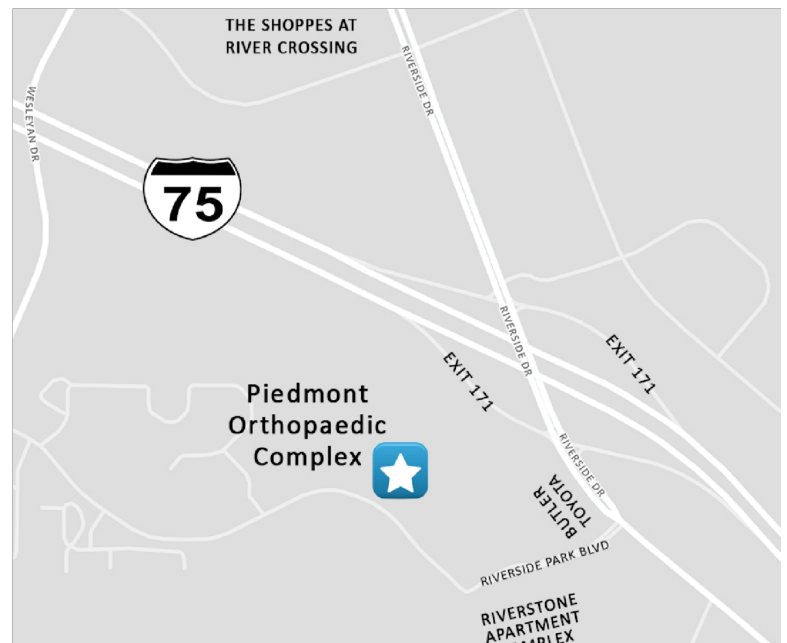 THE SHOPPES AT
RIVER CROSSING
RIVERSIDE DR
WESLEYAN DR
75
RIVERSIDE DR
EXIT 171
EXIT 171
Piedmont
Orthopaedic
Complex
RIVERSIDE DR
BUTLER
TOYOTA
RIVERSIDE PARK BLVD
RIVERSTONE
APARTMENT
COMPLEX